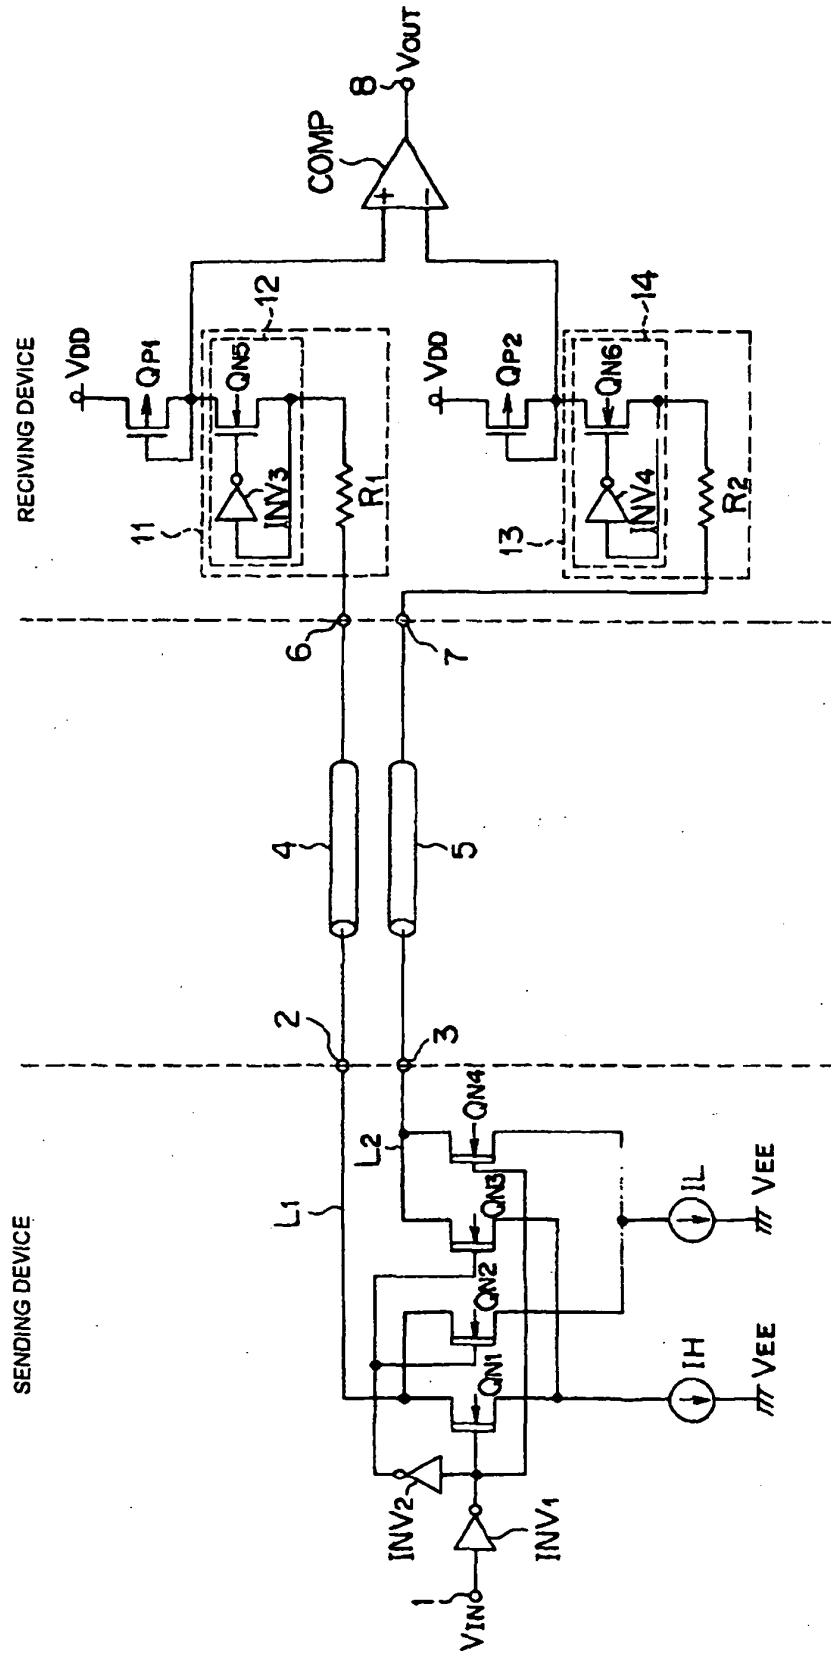 SENDING DEVICE
RECIVING DEVICE
VIN
1
INV1
INV2
QN1
QN2
QN3
QN4
IH
IL
VEE
VEE
L1
L2
2
3
4
5
6
7
11
12
VDD
QP1
QN5
INV3
R1
13
14
VDD
QP2
QN6
INV4
R2
COMP
+
−
8
VOUT